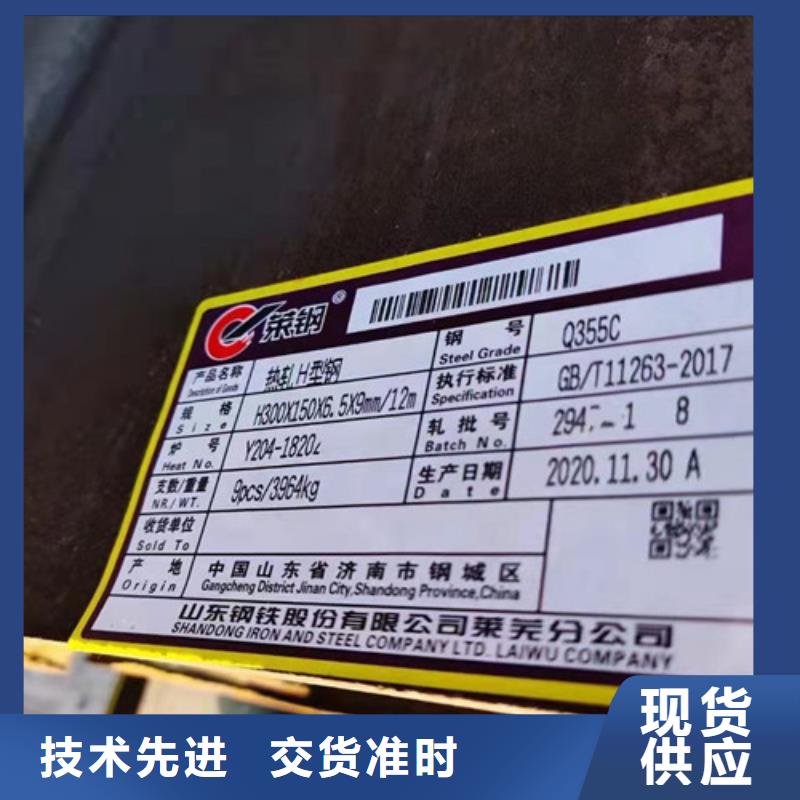 莱钢®
产品名称 热轧H型钢 钢 号 Q355C
Description of Goods Steel Grade
规 格 H300X150X6.5X9mm/12m 执行标准 GB/T11263-2017
Size Specification
炉 号 Y204-1820 轧批号
Heat No. Batch No.
支数/重量 9pcs/3964kg 生产日期 2020.11.30 A
NR./WT. Date
收货单位
Sold To
产 地 中国山东省济南市钢城区
Origin Gangcheng District Jinan City,Shandong Province,China
山东钢铁股份有限公司莱芜分公司
SHANDONG IRON AND STEEL COMPANY LTD. LAIWU COMPANY
技术先进 交货准时
现货
供应